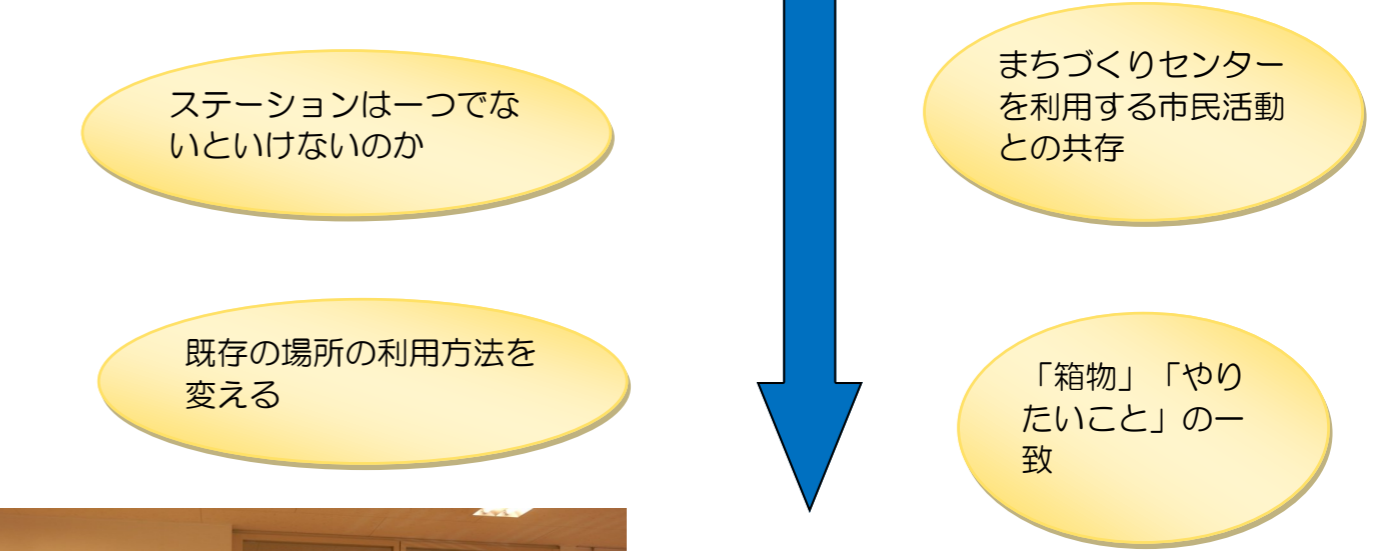 ステーションは一つでな
いといけないのか
まちづくりセンター
を利用する市民活動
との共存
既存の場所の利用方法を
変える
「箱物」「やり
たいこと」の一
致